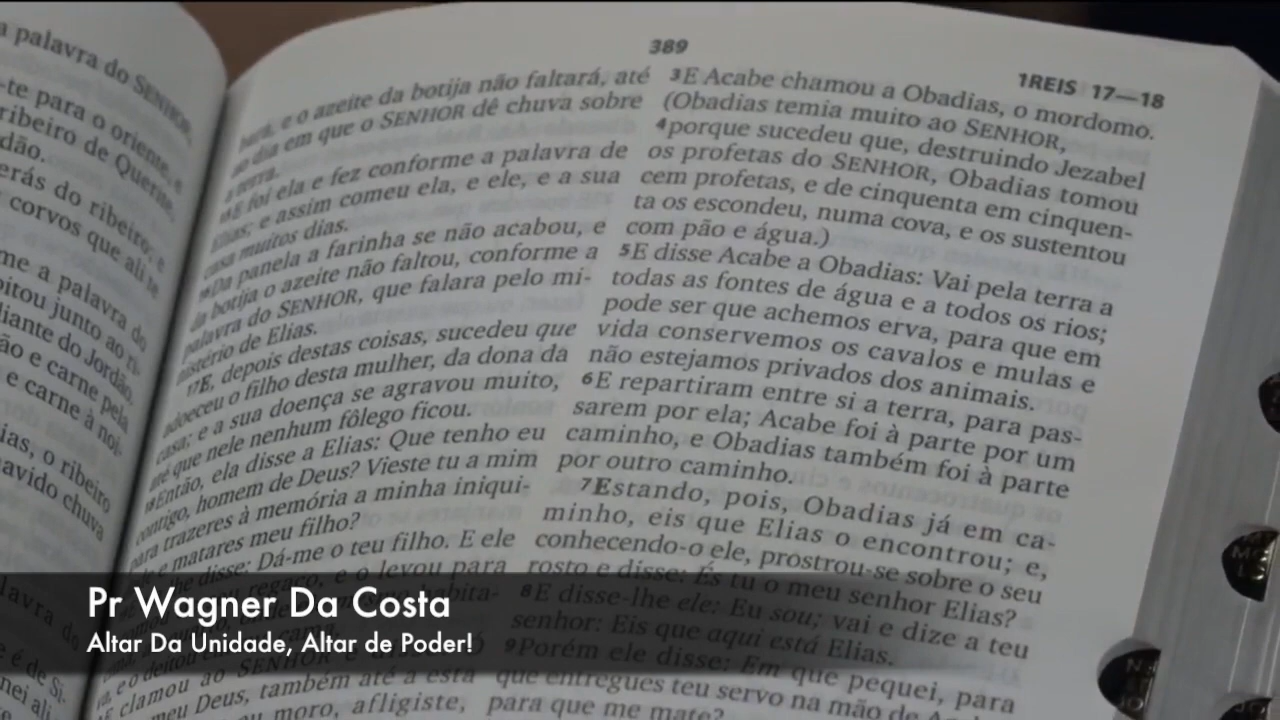 a palavra do SENHOR,
-te para o oriente, e
ribeiro de Querite,
dão.
erás do ribeiro; e
corvos que ali te
me a palavra do
oitou junto ao ri-
diante do Jordão.
ão e carne pela
e carne à noi-
ias, o ribeiro
havido chuva
389
e o azeite da botija não faltará, até
ao dia em que o SENHOR dê chuva sobre
a terra.
15E foi ela e fez conforme a palavra de
Elias; e assim comeu ela, e ele, e a sua
casa muitos dias.
16Da panela a farinha se não acabou, e
da botija o azeite não faltou, conforme a
palavra do SENHOR, que falara pelo mi-
nistério de Elias.
17E, depois destas coisas, sucedeu que
adoeceu o filho desta mulher, da dona da
casa; e a sua doença se agravou muito,
até que nele nenhum fôlego ficou.
18Então, ela disse a Elias: Que tenho eu
contigo, homem de Deus? Vieste tu a mim
para trazeres à memória a minha iniqui-
e matares meu filho?
lhe disse: Dá-me o teu filho. E ele
regaço, e o levou para
habita-
clamou ao SENHOR
meu Deus, também até a esta
moro, afligiste,
1REIS 17—18
3E Acabe chamou a Obadias, o mordomo.
(Obadias temia muito ao SENHOR,
4porque sucedeu que, destruindo Jezabel
os profetas do SENHOR, Obadias tomou
cem profetas, e de cinquenta em cinquen-
ta os escondeu, numa cova, e os sustentou
com pão e água.)
5E disse Acabe a Obadias: Vai pela terra a
todas as fontes de água e a todos os rios;
pode ser que achemos erva, para que em
vida conservemos os cavalos e mulas e
não estejamos privados dos animais.
6E repartiram entre si a terra, para pas-
sarem por ela; Acabe foi à parte por um
caminho, e Obadias também foi à parte
por outro caminho.
7Estando, pois, Obadias já em ca-
minho, eis que Elias o encontrou; e,
conhecendo-o ele, prostrou-se sobre o seu
rosto e disse: És tu o meu senhor Elias?
8E disse-lhe ele: Eu sou; vai e dize a teu
senhor: Eis que aqui está Elias.
9Porém ele disse: Em que pequei, para
que entregues teu servo na mão de
para que me mate?
Pr Wagner Da Costa
Altar Da Unidade, Altar de Poder!